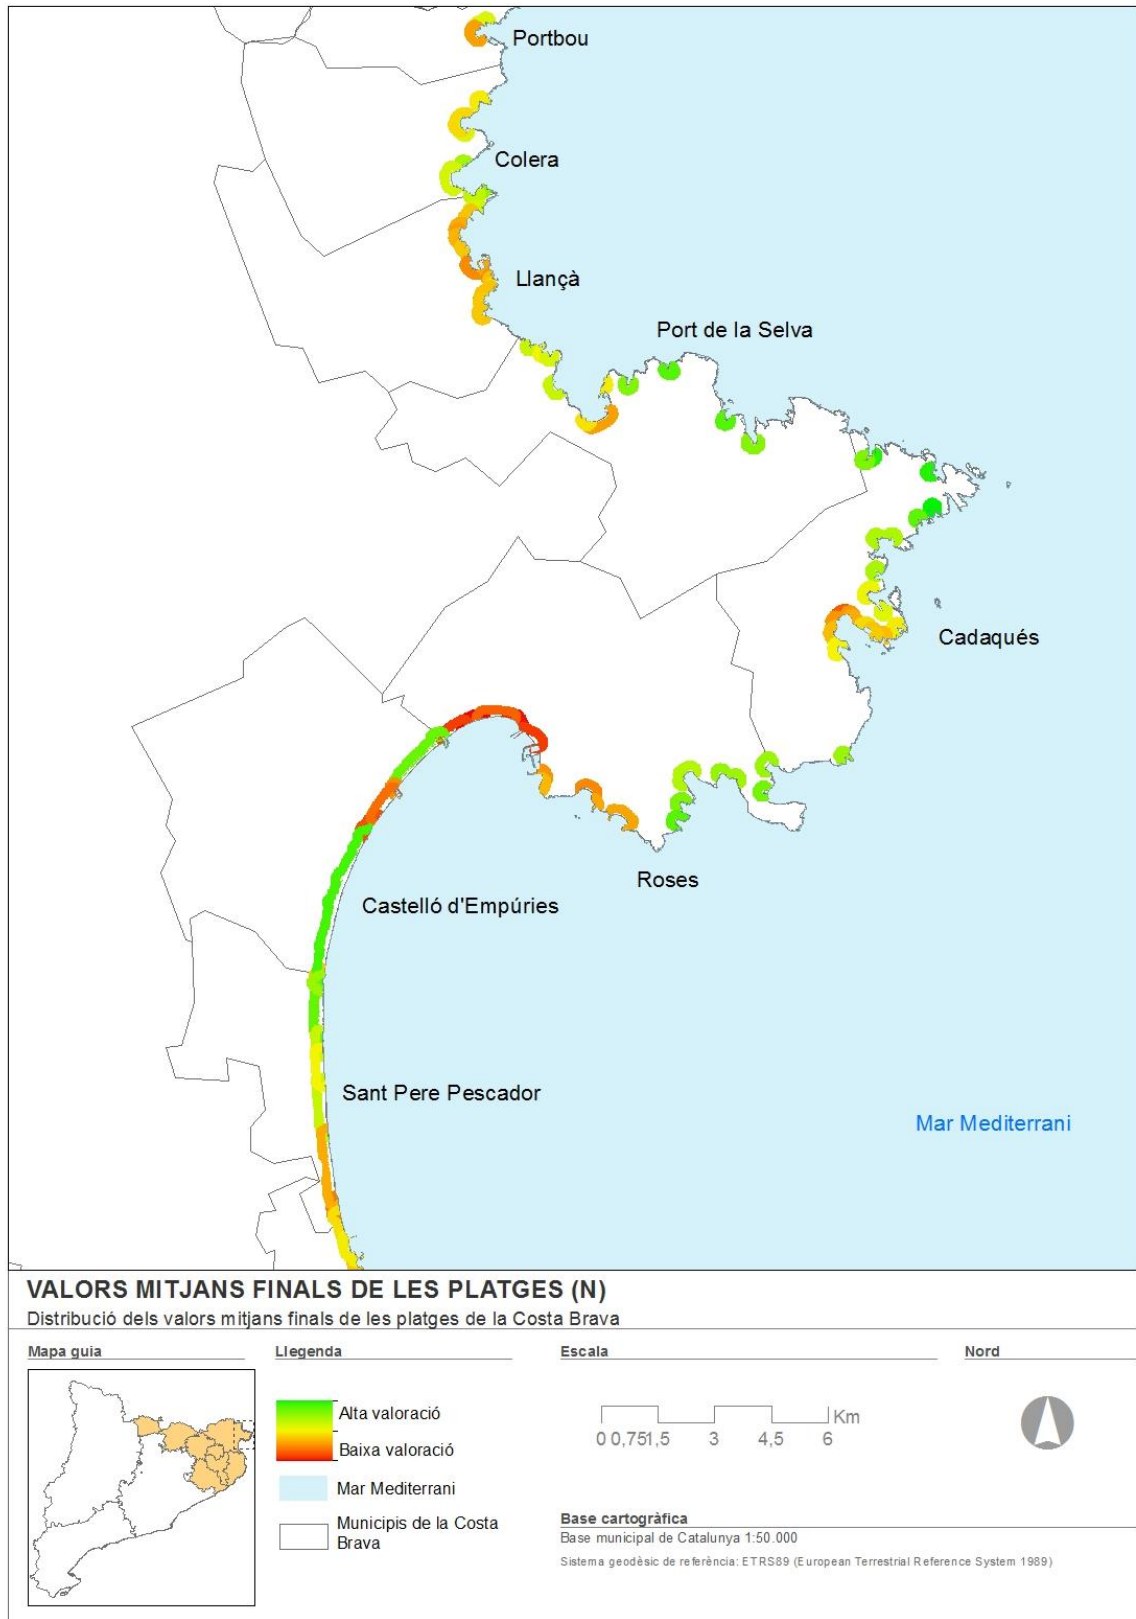 Portbou
Colera
Llançà
Port de la Selva
Cadaqués
Roses
Castelló d'Empúries
Sant Pere Pescador
Mar Mediterrani
VALORS MITJANS FINALS DE LES PLATGES (N)
Distribució dels valors mitjans finals de les platges de la Costa Brava
Mapa guia
Llegenda
Escala
Nord
Alta valoració
Baixa valoració
Mar Mediterrani
Municipis de la Costa
Brava
Km
0 0,751,5 3 4,5 6
Base cartogràfica
Base municipal de Catalunya 1:50.000
Sistema geodèsic de referència: ETRS89 (European Terrestrial Reference System 1989)